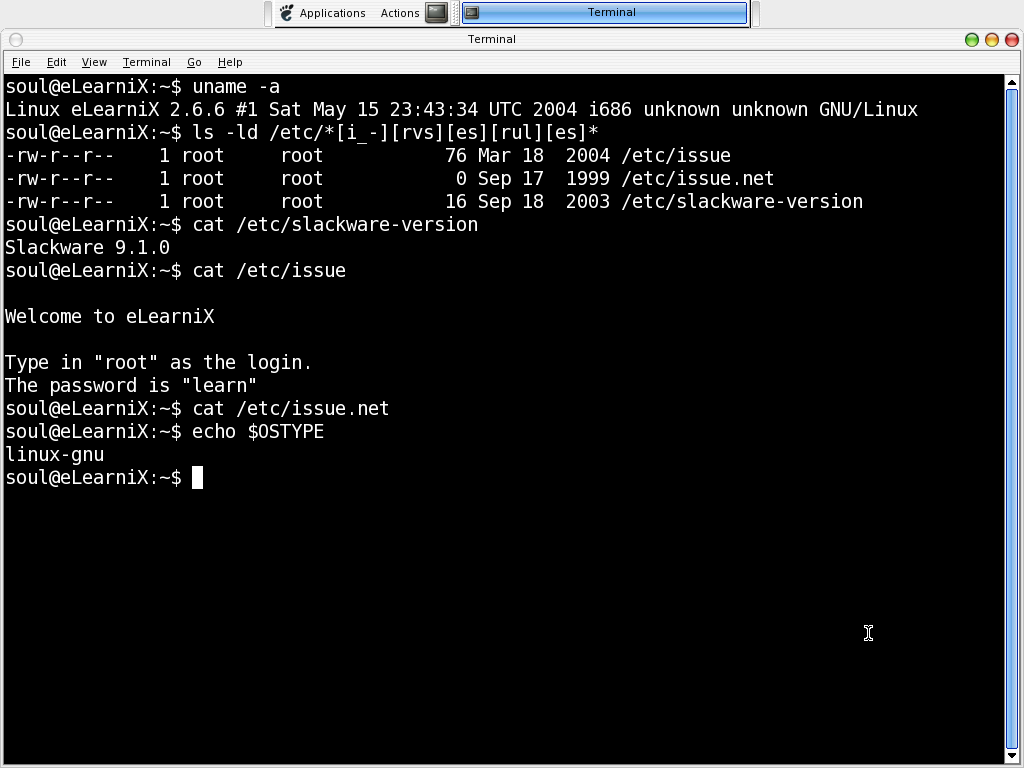 Applications Actions Terminal
Terminal
File Edit View Terminal Go Help
soul@eLearniX:~$ uname -a
Linux eLearniX 2.6.6 #1 Sat May 15 23:43:34 UTC 2004 i686 unknown unknown GNU/Linux
soul@eLearniX:~$ ls -ld /etc/*[i_-][rvs][es][rul][es]*
-rw-r--r--    1 root     root           76 Mar 18  2004 /etc/issue
-rw-r--r--    1 root     root            0 Sep 17  1999 /etc/issue.net
-rw-r--r--    1 root     root           16 Sep 18  2003 /etc/slackware-version
soul@eLearniX:~$ cat /etc/slackware-version
Slackware 9.1.0
soul@eLearniX:~$ cat /etc/issue
Welcome to eLearniX
Type in "root" as the login.
The password is "learn"
soul@eLearniX:~$ cat /etc/issue.net
soul@eLearniX:~$ echo $OSTYPE
linux-gnu
soul@eLearniX:~$